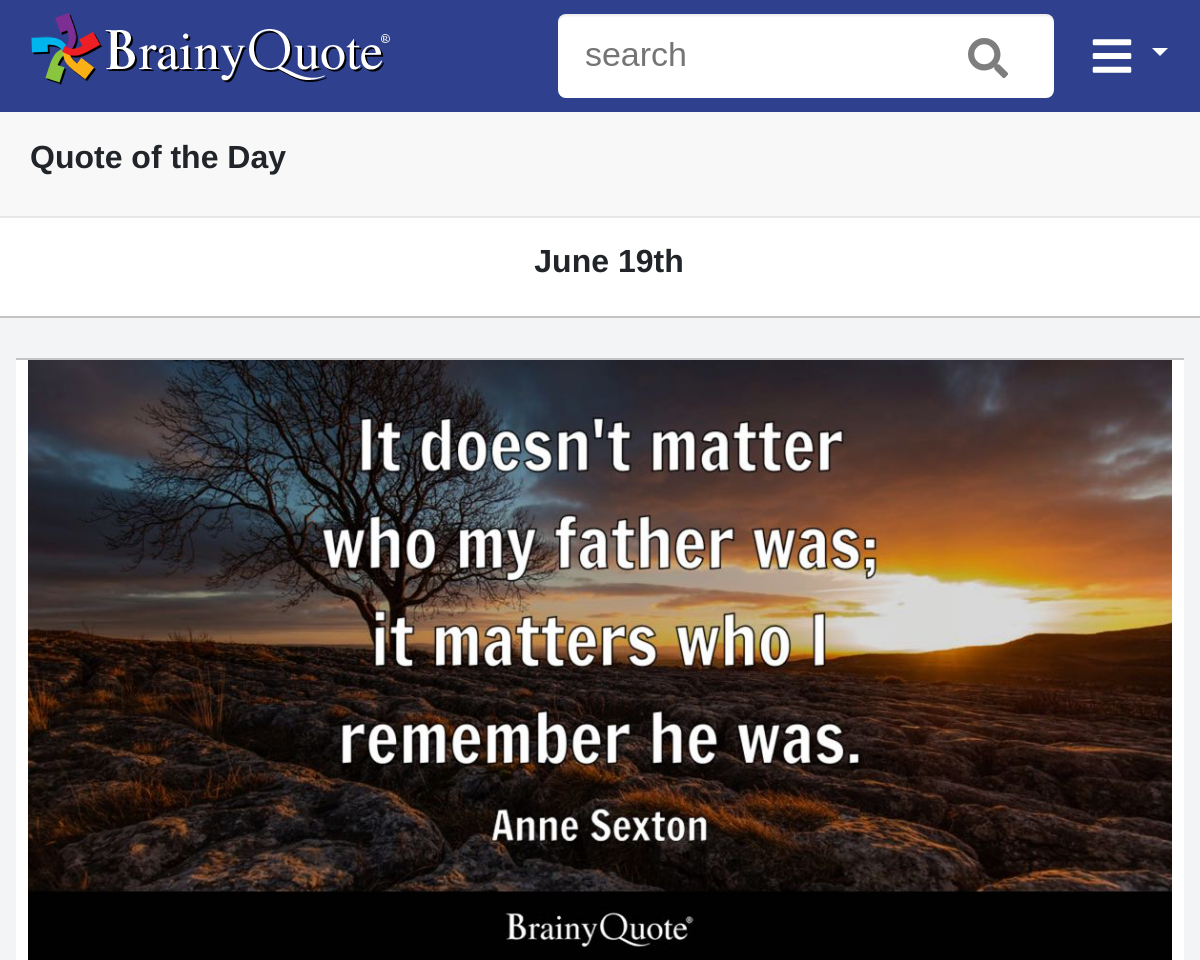 BrainyQuote®
search
Quote of the Day
June 19th
It doesn't matter
who my father was;
it matters who I
remember he was.
Anne Sexton
BrainyQuote®